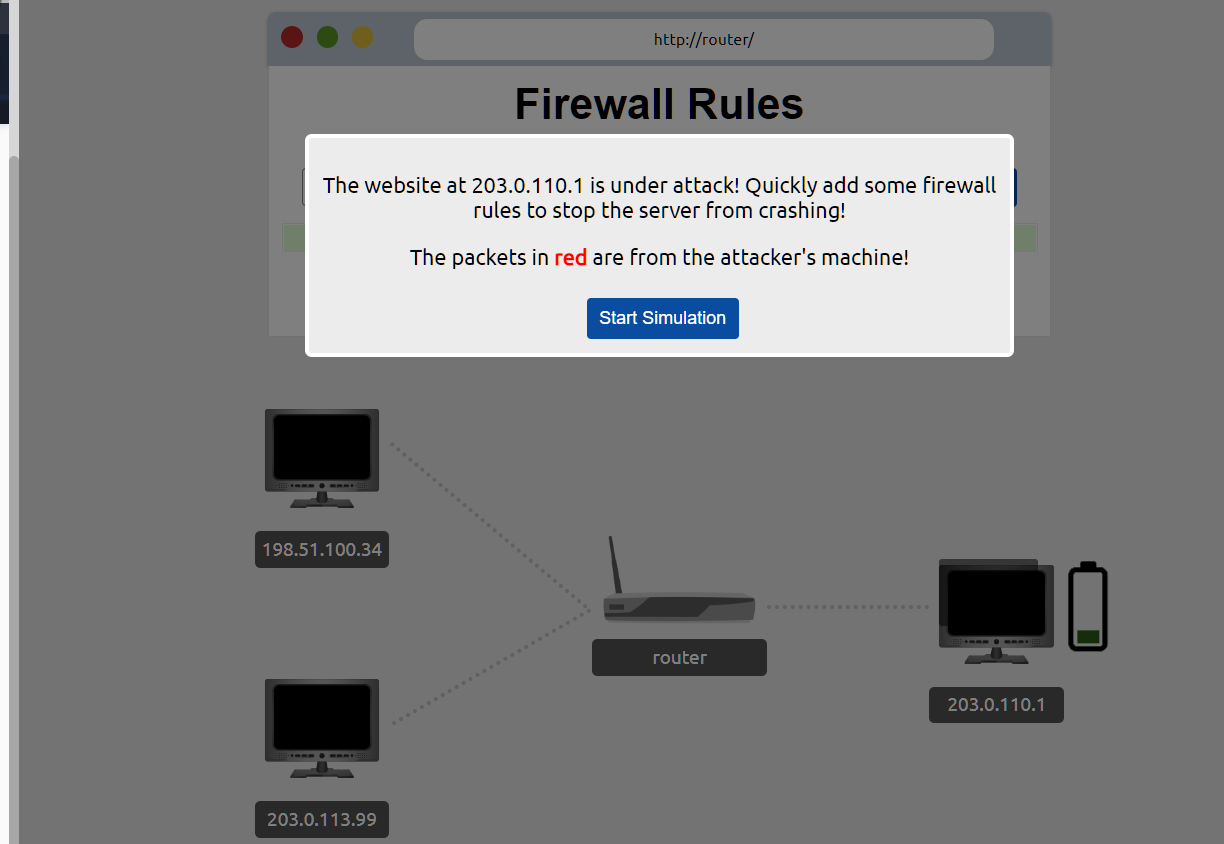 http://router/
Firewall Rules
The website at 203.0.110.1 is under attack! Quickly add some firewall
rules to stop the server from crashing!
The packets in red are from the attacker's machine!
Start Simulation
198.51.100.34
router
203.0.110.1
203.0.113.99